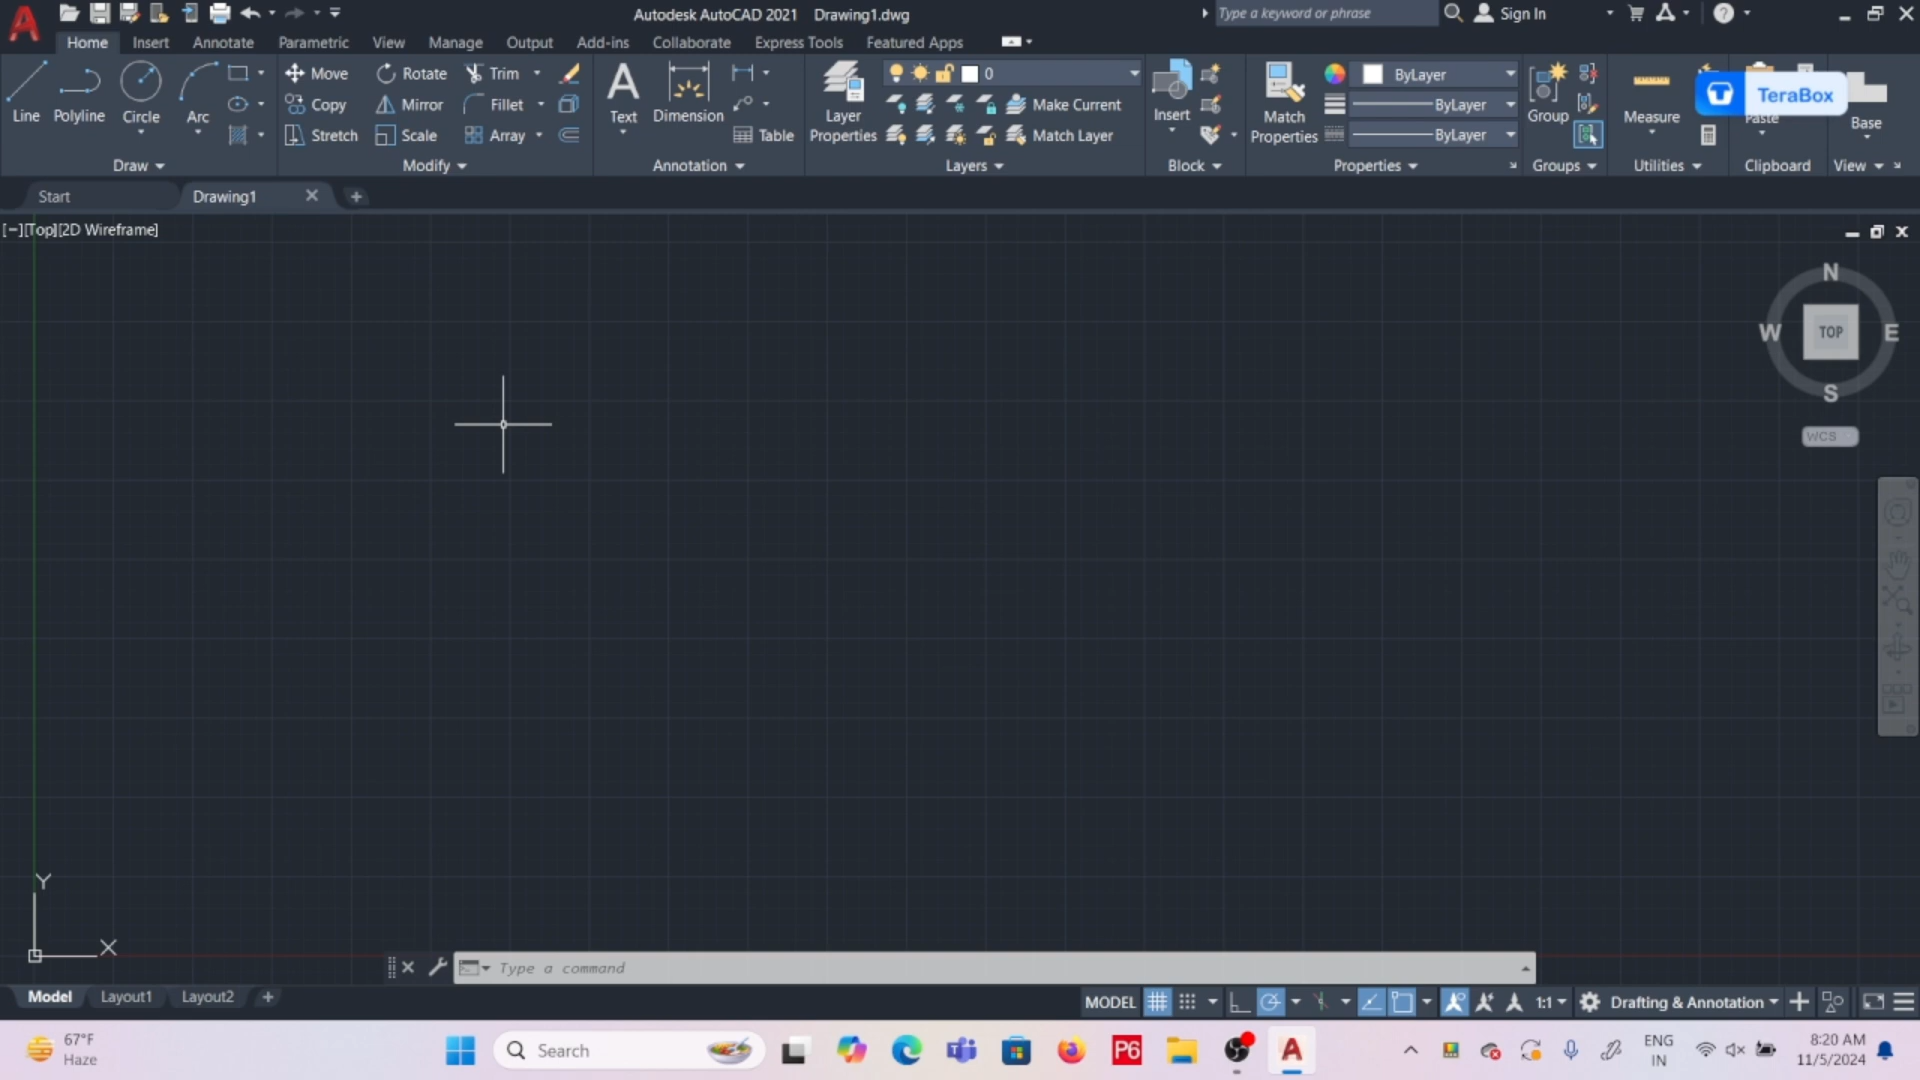 Autodesk AutoCAD 2021 Drawing1.dwg
Type a keyword or phrase
Sign In
Home Insert Annotate Parametric View Manage Output Add-ins Collaborate Express Tools Featured Apps
Line
Polyline
Circle
Arc
Move Rotate Trim
Copy Mirror Fillet
Stretch Scale Array
Text
Dimension
Table
Layer Properties
0
Make Current
Match Layer
Insert
Match Properties
ByLayer
ByLayer
ByLayer
Group
Measure
Paste
TeraBox
Base
Draw Modify Annotation Layers Block Properties Groups Utilities Clipboard View
Start Drawing1
[−][Top][2D Wireframe]
N
W TOP E
S
WCS
Y
X
Type a command
Model Layout1 Layout2
MODEL 1:1 Drafting & Annotation
67°F
Haze
Search
P6
ENG
IN
8:20 AM
11/5/2024